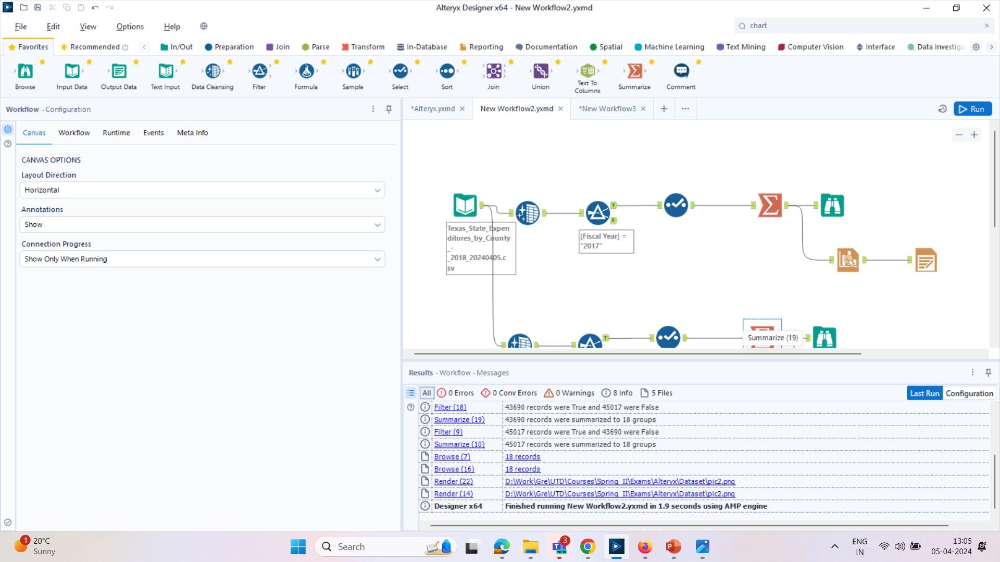 Alteryx Designer x64 - New Workflow2.yxmd
File Edit View Options Help
chart
Favorites Recommended In/Out Preparation Join Parse Transform In-Database Reporting Documentation Spatial Machine Learning Text Mining Computer Vision Interface Data Investiga
Browse Input Data Output Data Text Input Data Cleansing Filter Formula Sample Select Sort Join Union Text To Columns Summarize Comment
Workflow - Configuration
*Alteryx.yxmd New Workflow2.yxmd *New Workflow3
Run
Canvas Workflow Runtime Events Meta Info
CANVAS OPTIONS
Layout Direction
Horizontal
Annotations
Show
Connection Progress
Show Only When Running
Texas_State_Expen
ditures_by_County
_-
_2018_20240405.c
sv
T
F
[Fiscal Year] =
"2017"
T
Summarize (19)
Results - Workflow - Messages
All 0 Errors 0 Conv Errors 0 Warnings 8 Info 5 Files
Last Run Configuration
Filter (18) 43690 records were True and 45017 were False
Summarize (19) 43690 records were summarized to 18 groups
Filter (9) 45017 records were True and 43690 were False
Summarize (10) 45017 records were summarized to 18 groups
Browse (7) 18 records
Browse (16) 18 records
Render (22) D:\Work\Gre\UTD\Courses\Spring_II\Exams\Alteryx\Dataset\pic2.png
Render (14) D:\Work\Gre\UTD\Courses\Spring_II\Exams\Alteryx\Dataset\pic2.png
Designer x64 Finished running New Workflow2.yxmd in 1.9 seconds using AMP engine
1
20°C
Sunny
Search
3
NEW
ENG
IN
13:05
05-04-2024